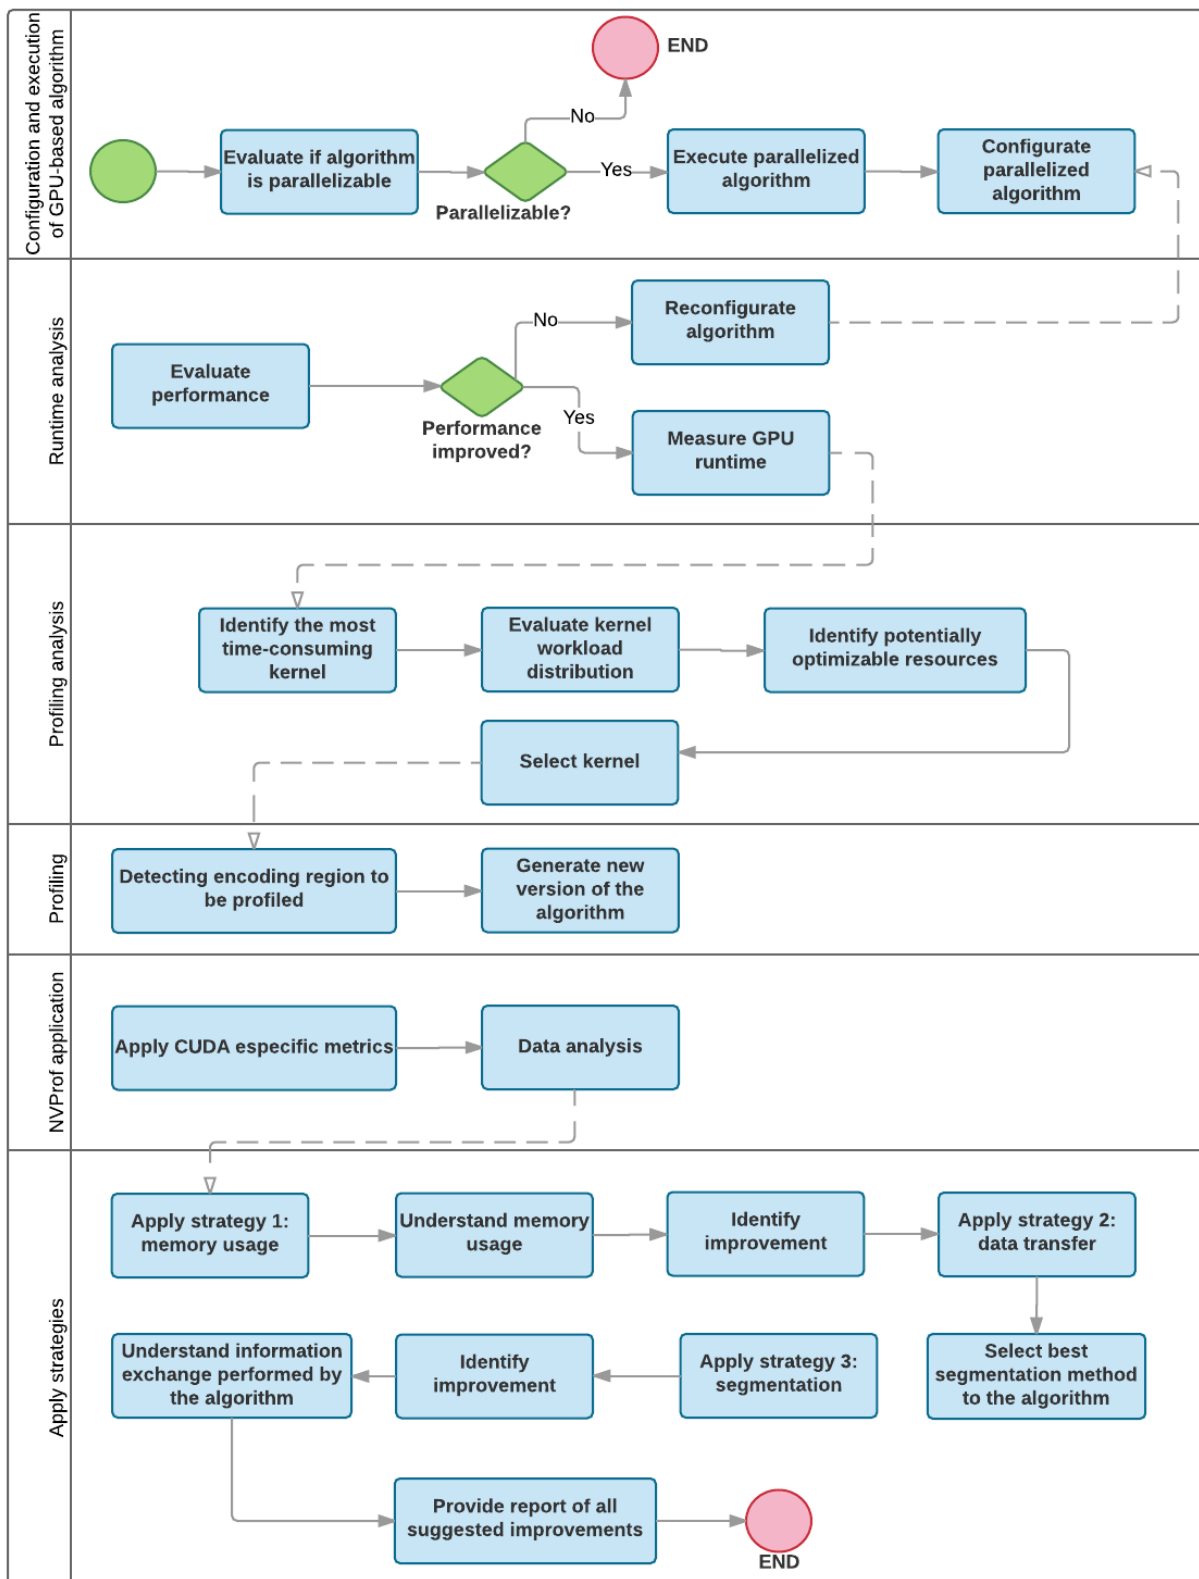 Configuration and execution
of GPU-based algorithm
END
No
Evaluate if algorithm
is parallelizable
Parallelizable?
Yes
Execute parallelized
algorithm
Configurate
parallelized
algorithm
Runtime analysis
Evaluate
performance
No
Performance
improved?
Yes
Reconfigurate
algorithm
Measure GPU
runtime
Profiling analysis
Identify the most
time-consuming
kernel
Evaluate kernel
workload
distribution
Identify potentially
optimizable resources
Select kernel
Profiling
Detecting encoding region to
be profiled
Generate new
version of the
algorithm
NVProf application
Apply CUDA especific metrics
Data analysis
Apply strategies
Apply strategy 1:
memory usage
Understand memory
usage
Identify
improvement
Apply strategy 2:
data transfer
Understand information
exchange performed by
the algorithm
Identify
improvement
Apply strategy 3:
segmentation
Select best
segmentation method
to the algorithm
Provide report of all
suggested improvements
END